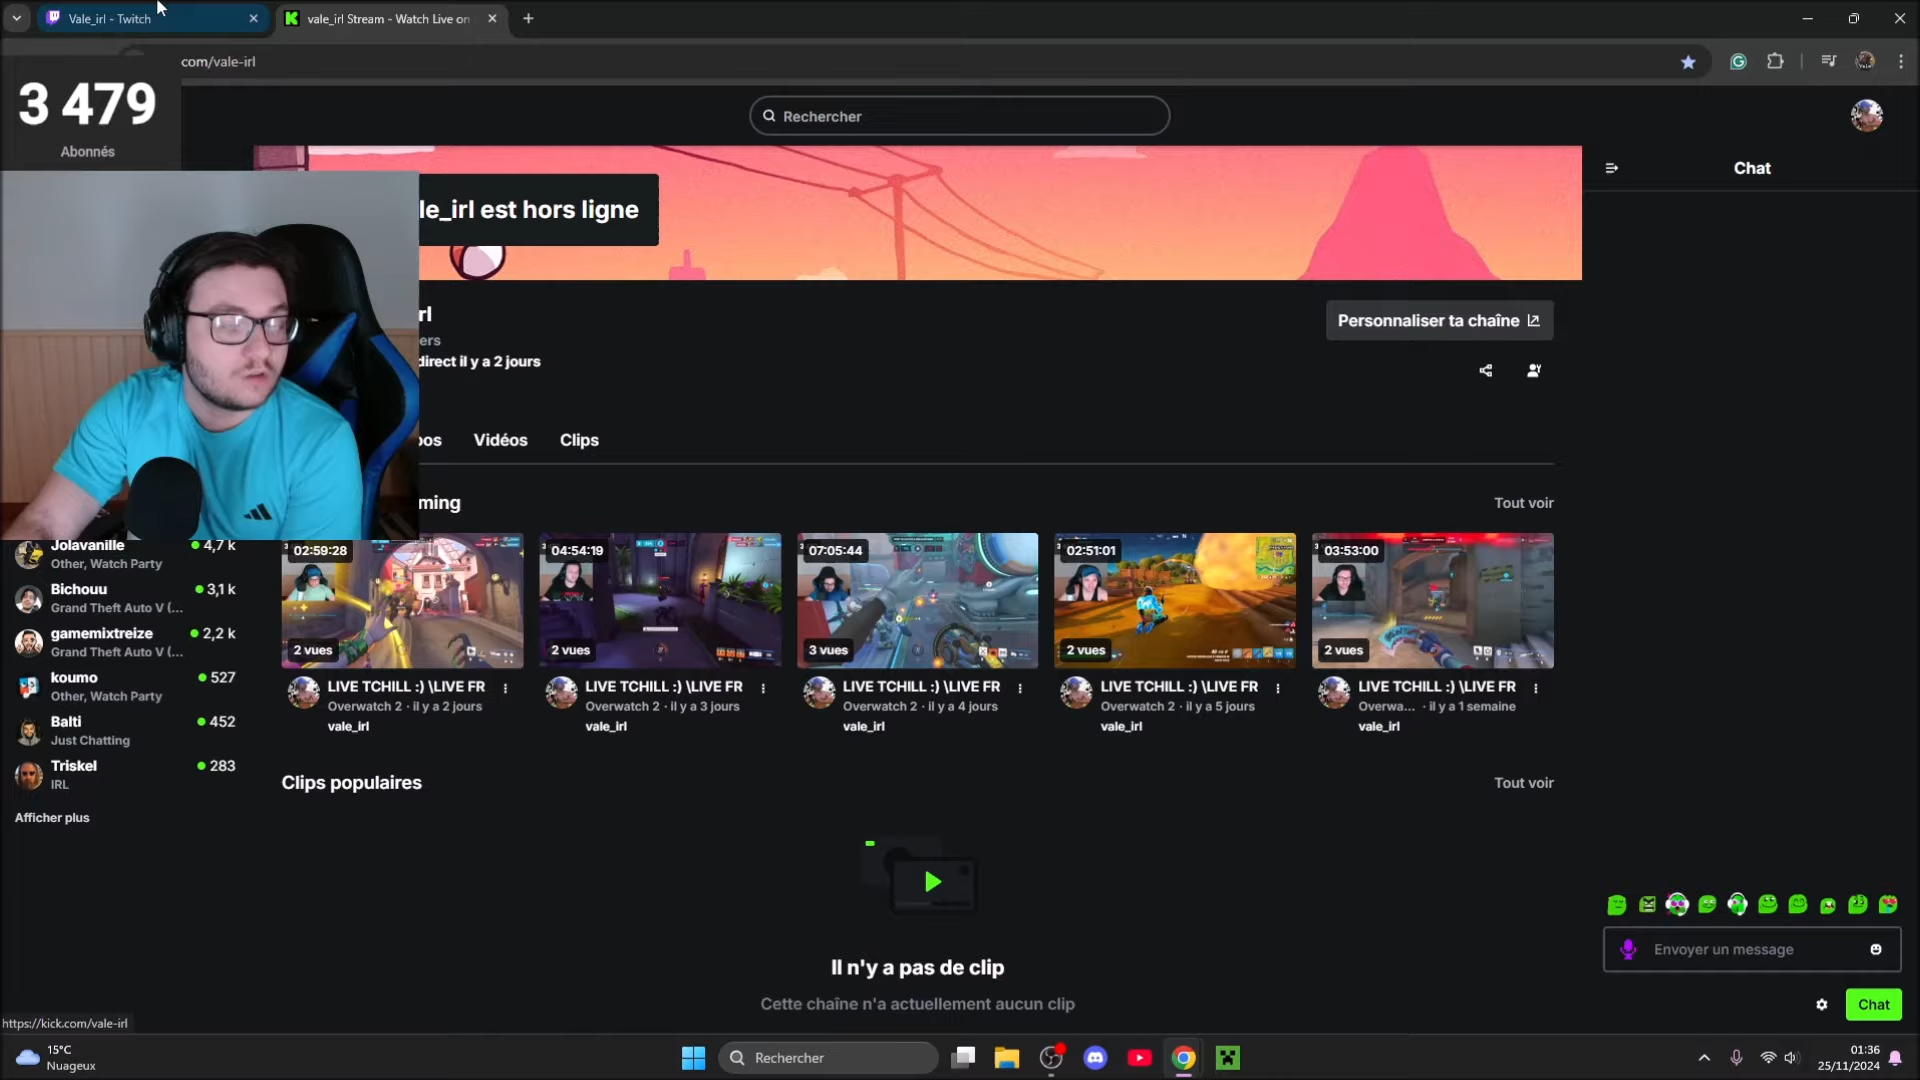 Vale_irl - Twitch
vale_irl Stream - Watch Live on
com/vale-irl
3 479
Abonnés
Rechercher
Chat
le_irl est hors ligne
rl
ers
direct il y a 2 jours
Personnaliser ta chaîne
pos
Vidéos
Clips
ming
Tout voir
Jolavanille
4,7 k
Other, Watch Party
Bichouu
3,1 k
Grand Theft Auto V (...
gamemixtreize
2,2 k
Grand Theft Auto V (...
koumo
527
Other, Watch Party
Balti
452
Just Chatting
Triskel
283
IRL
Afficher plus
02:59:28
2 vues
LIVE TCHILL :) \LIVE FR
Overwatch 2 · il y a 2 jours
vale_irl
04:54:19
2 vues
LIVE TCHILL :) \LIVE FR
Overwatch 2 · il y a 3 jours
vale_irl
07:05:44
3 vues
LIVE TCHILL :) \LIVE FR
Overwatch 2 · il y a 4 jours
vale_irl
02:51:01
2 vues
LIVE TCHILL :) \LIVE FR
Overwatch 2 · il y a 5 jours
vale_irl
03:53:00
2 vues
LIVE TCHILL :) \LIVE FR
Overwa... · il y a 1 semaine
vale_irl
Clips populaires
Tout voir
Il n'y a pas de clip
Cette chaîne n'a actuellement aucun clip
Envoyer un message
Chat
https://kick.com/vale-irl
15°C
Nuageux
Rechercher
01:36
25/11/2024